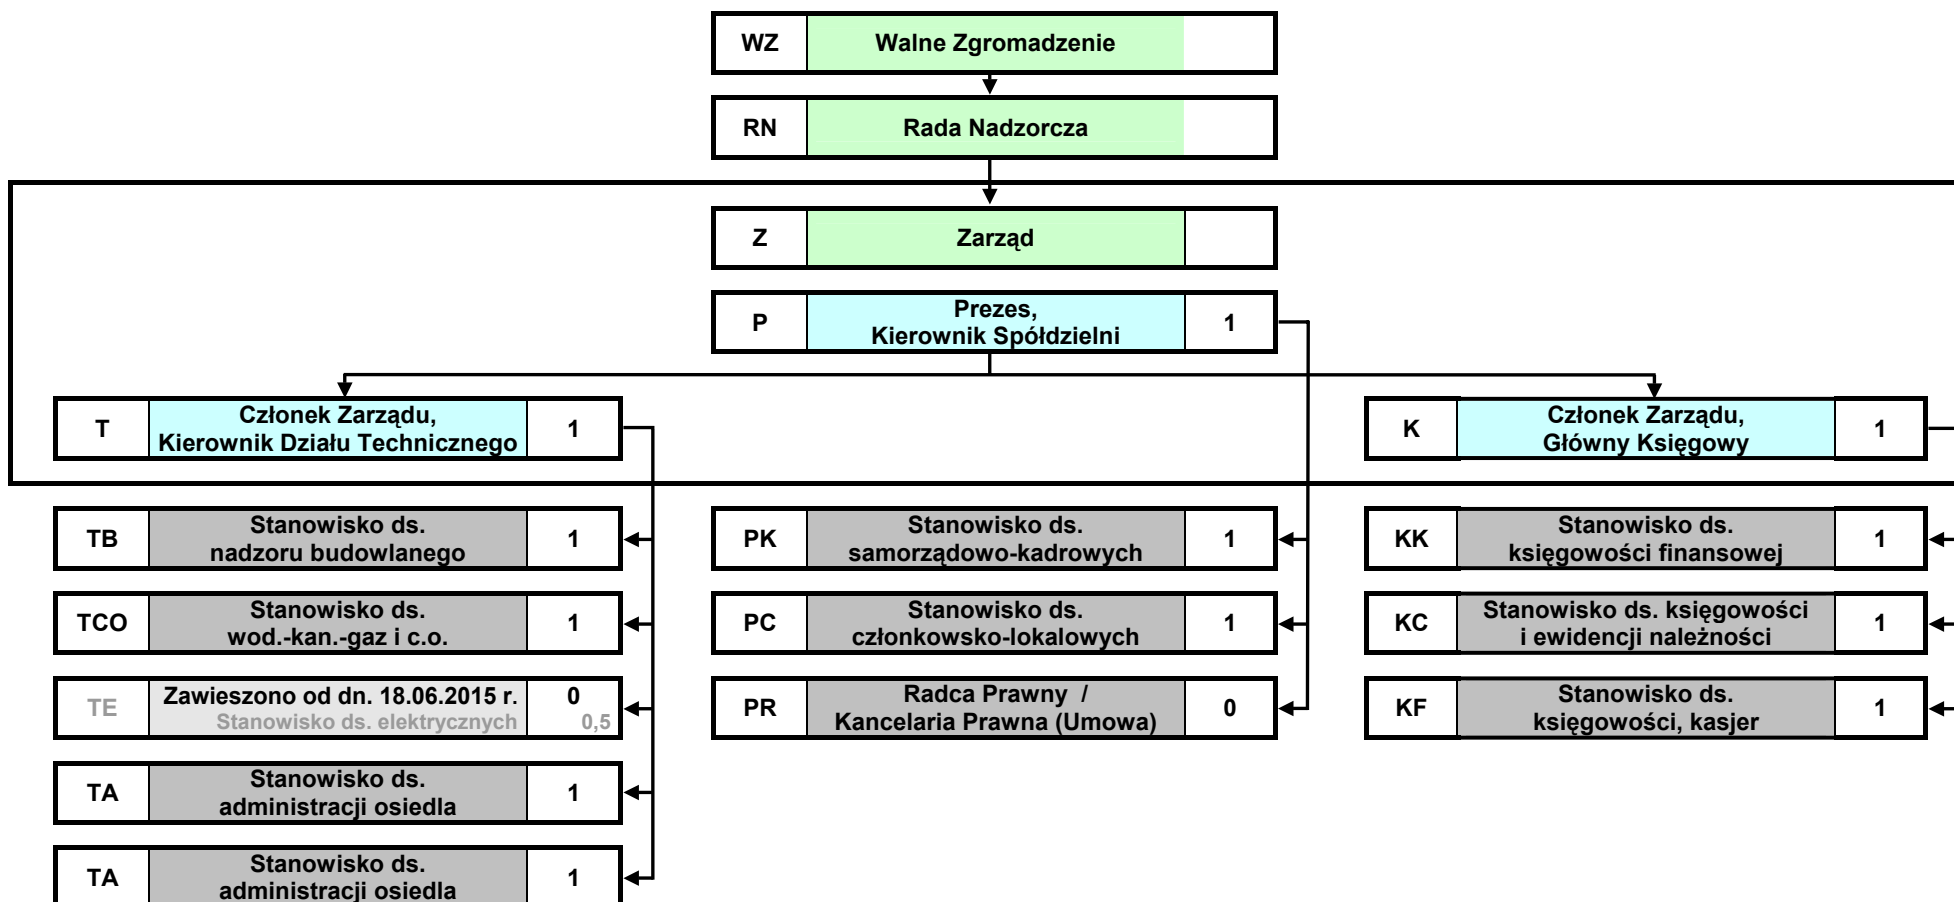 WZ Walne Zgromadzenie
RN Rada Nadzorcza
Z Zarząd
P Prezes, 1
Kierownik Spółdzielni
T Członek Zarządu, 1
Kierownik Działu Technicznego
K Członek Zarządu, 1
Główny Księgowy
TB Stanowisko ds. 1
nadzoru budowlanego
PK Stanowisko ds. 1
samorządowo-kadrowych
KK Stanowisko ds. 1
księgowości finansowej
TCO Stanowisko ds. 1
wod.-kan.-gaz i c.o.
PC Stanowisko ds. 1
członkowsko-lokalowych
KC Stanowisko ds. księgowości 1
i ewidencji należności
TE Zawieszono od dn. 18.06.2015 r. 0
Stanowisko ds. elektrycznych 0,5
PR Radca Prawny / 0
Kancelaria Prawna (Umowa)
KF Stanowisko ds. 1
księgowości, kasjer
TA Stanowisko ds. 1
administracji osiedla
TA Stanowisko ds. 1
administracji osiedla